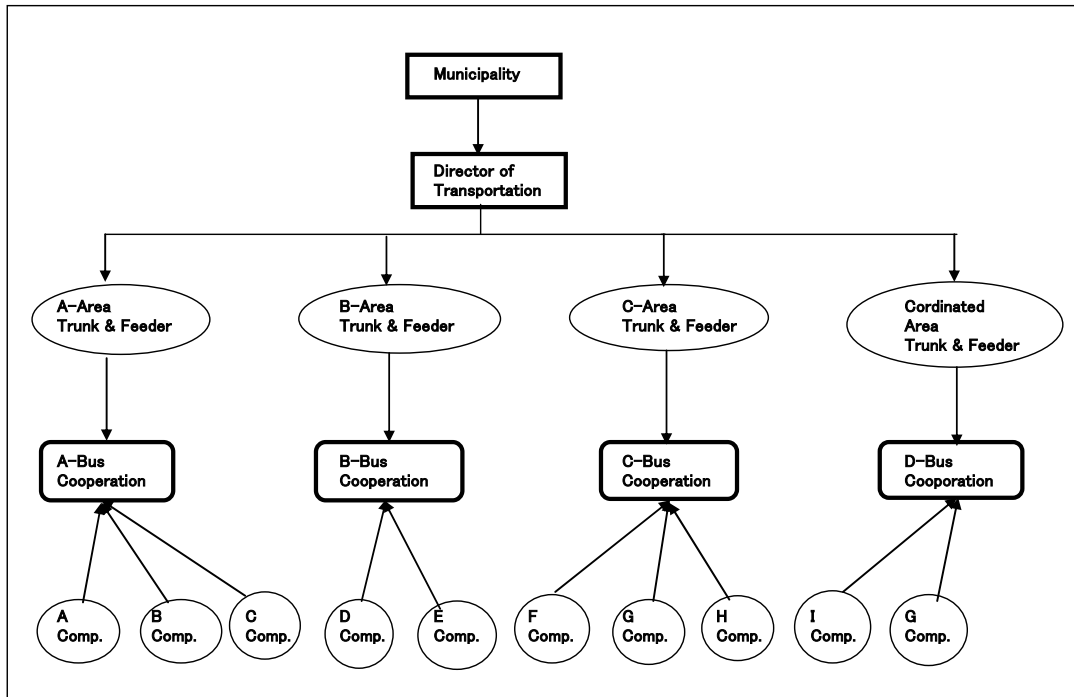 Municipality
Director of
Transportation
A-Area
Trunk & Feeder
B-Area
Trunk & Feeder
C-Area
Trunk & Feeder
Cordinated
Area
Trunk & Feeder
A-Bus
Cooperation
B-Bus
Cooperation
C-Bus
Cooperation
D-Bus
Cooporation
A
Comp.
B
Comp.
C
Comp.
D
Comp.
E
Comp.
F
Comp.
G
Comp.
H
Comp.
I
Comp.
G
Comp.